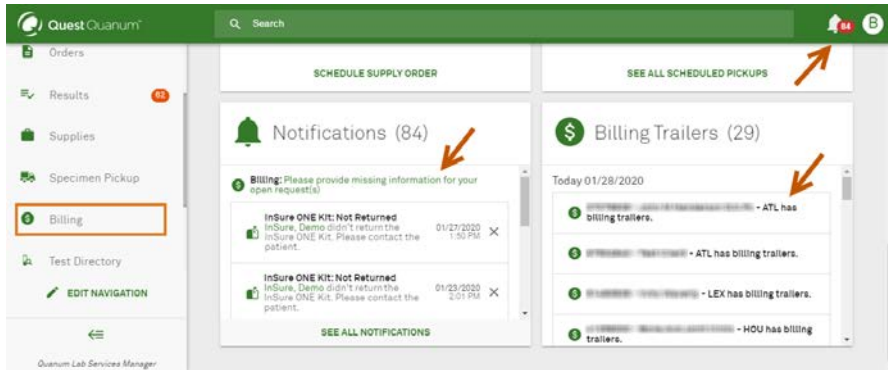 Quest Quanum™
Search
84
B
Orders
Results 62
Supplies
Specimen Pickup
Billing
Test Directory
EDIT NAVIGATION
Quanum Lab Services Manager
SCHEDULE SUPPLY ORDER
SEE ALL SCHEDULED PICKUPS
Notifications (84)
Billing: Please provide missing information for your
open request(s)
InSure ONE Kit: Not Returned
InSure, Demo didn't return the 01/27/2020
InSure ONE Kit. Please contact the 1:50 PM
patient.
InSure ONE Kit: Not Returned
InSure, Demo didn't return the 01/23/2020
InSure ONE Kit. Please contact the 2:01 PM
patient.
SEE ALL NOTIFICATIONS
Billing Trailers (29)
Today 01/28/2020
- ATL has
billing trailers.
- ATL has billing trailers.
- LEX has billing trailers.
- HOU has billing
trailers.